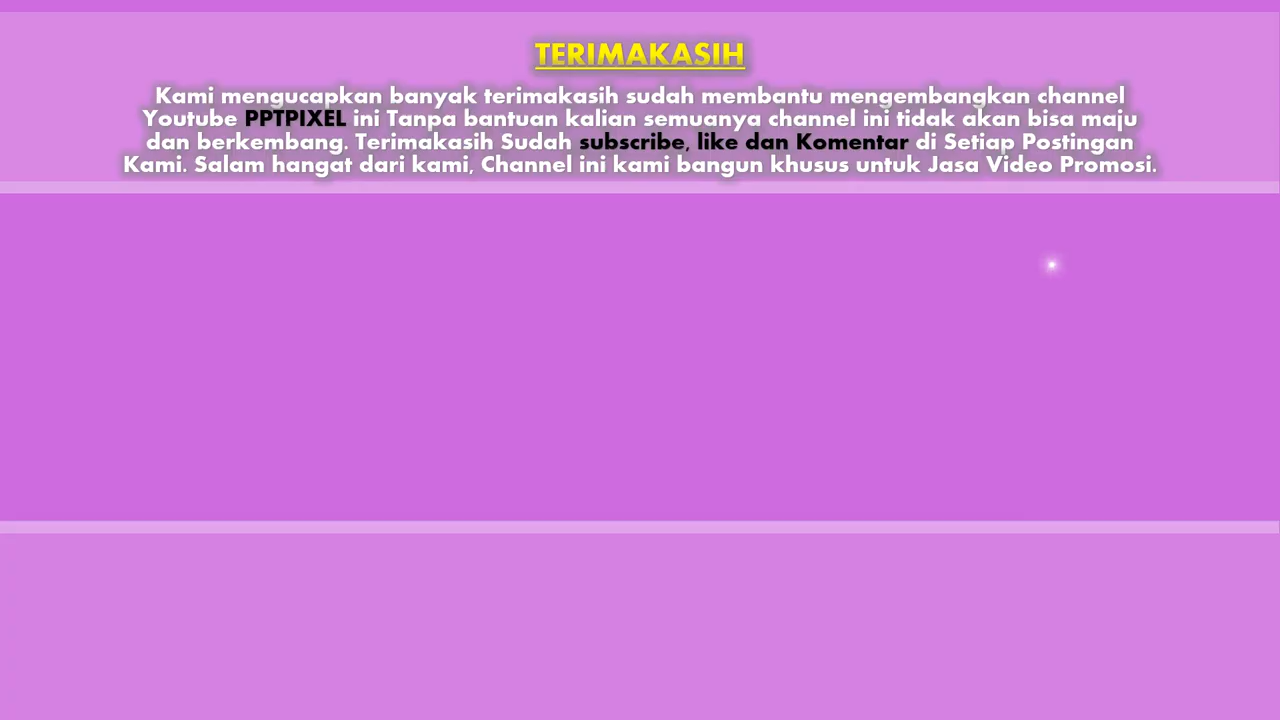 TERIMAKASIH
Kami mengucapkan banyak terimakasih sudah membantu mengembangkan channel
Youtube PPTPIXEL ini Tanpa bantuan kalian semuanya channel ini tidak akan bisa maju
dan berkembang. Terimakasih Sudah subscribe, like dan Komentar di Setiap Postingan
Kami. Salam hangat dari kami, Channel ini kami bangun khusus untuk Jasa Video Promosi.